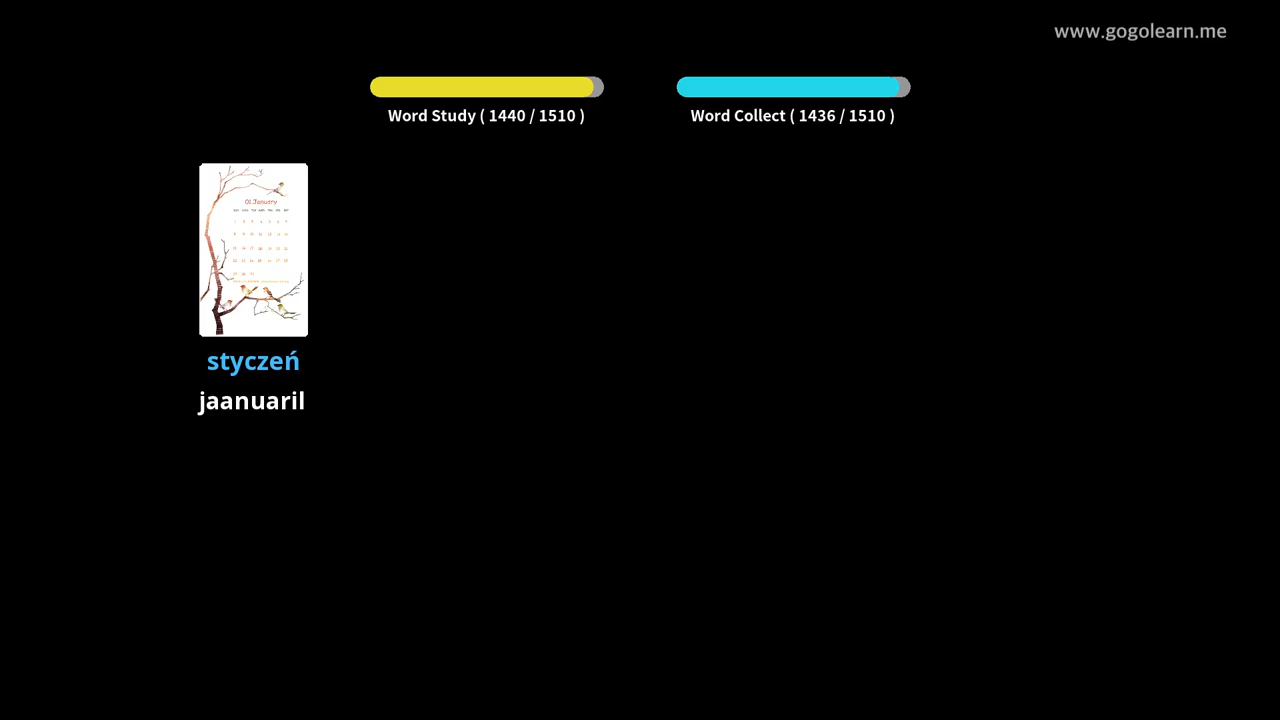 www.gogolearn.me
Word Study ( 1440 / 1510 )
Word Collect ( 1436 / 1510 )
01 January
styczeń
jaanuaril